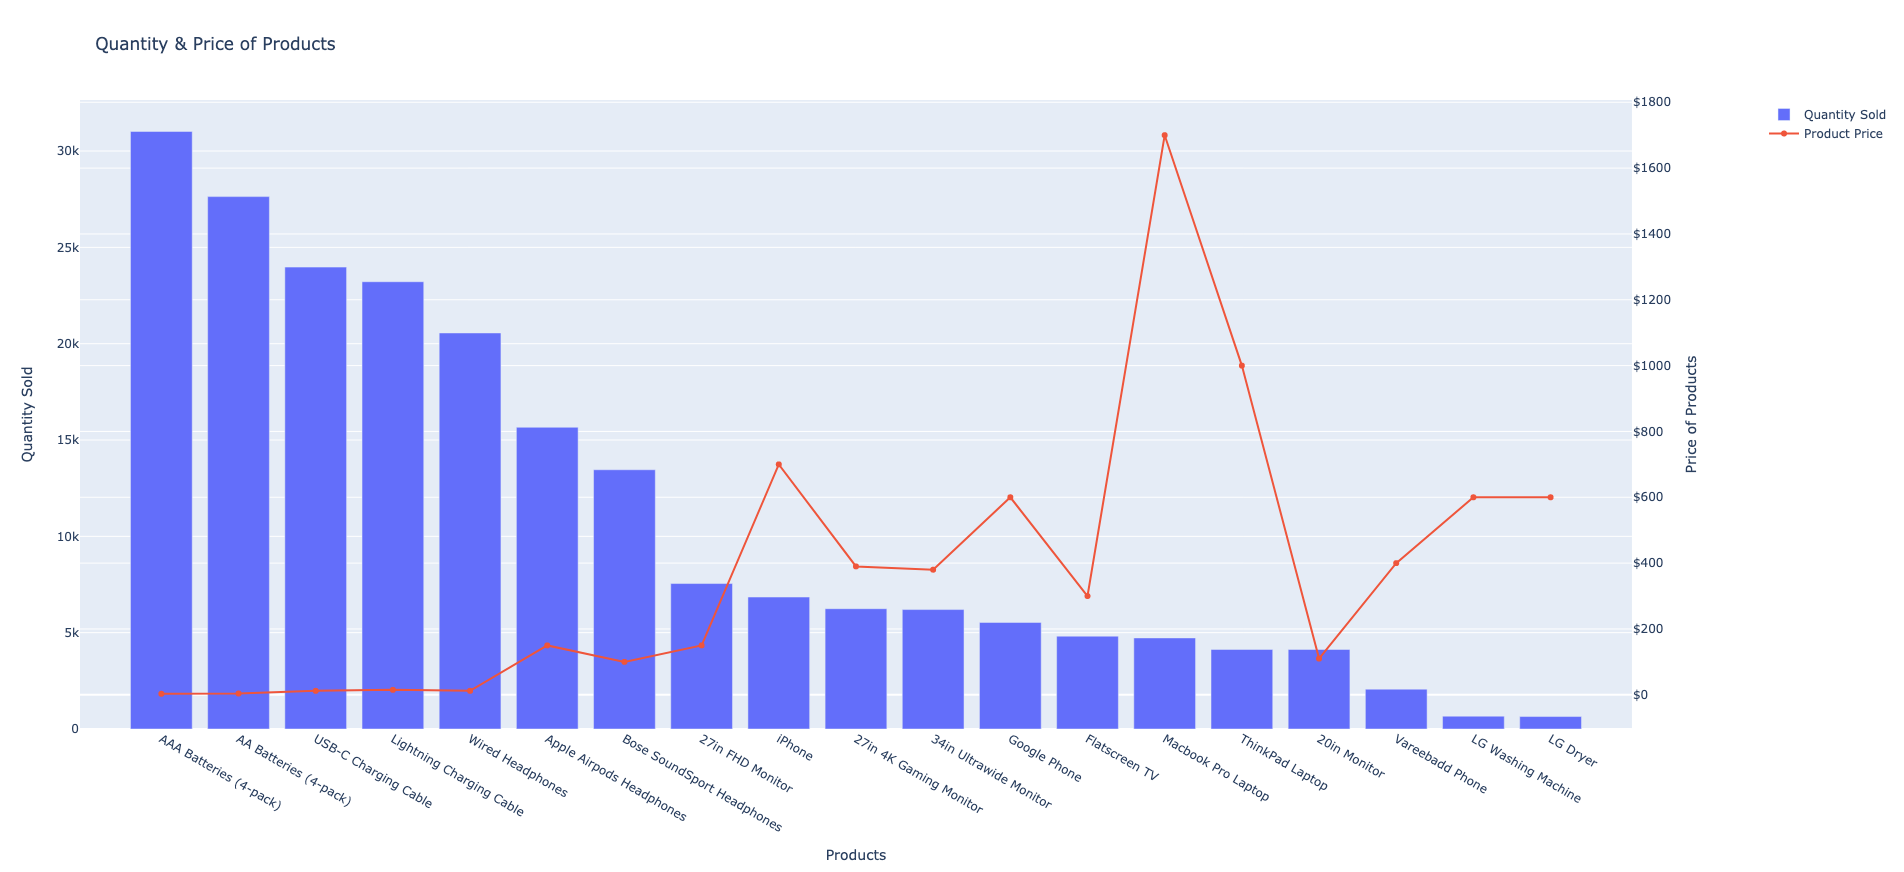 Quantity & Price of Products
Quantity Sold
Product Price
30k
25k
20k
15k
10k
5k
0
Quantity Sold
$1800
$1600
$1400
$1200
$1000
$800
$600
$400
$200
$0
Price of Products
AAA Batteries (4-pack)
AA Batteries (4-pack)
USB-C Charging Cable
Lightning Charging Cable
Wired Headphones
Apple Airpods Headphones
Bose SoundSport Headphones
27in FHD Monitor
iPhone
27in 4K Gaming Monitor
34in Ultrawide Monitor
Google Phone
Flatscreen TV
Macbook Pro Laptop
ThinkPad Laptop
20in Monitor
Vareebadd Phone
LG Washing Machine
LG Dryer
Products